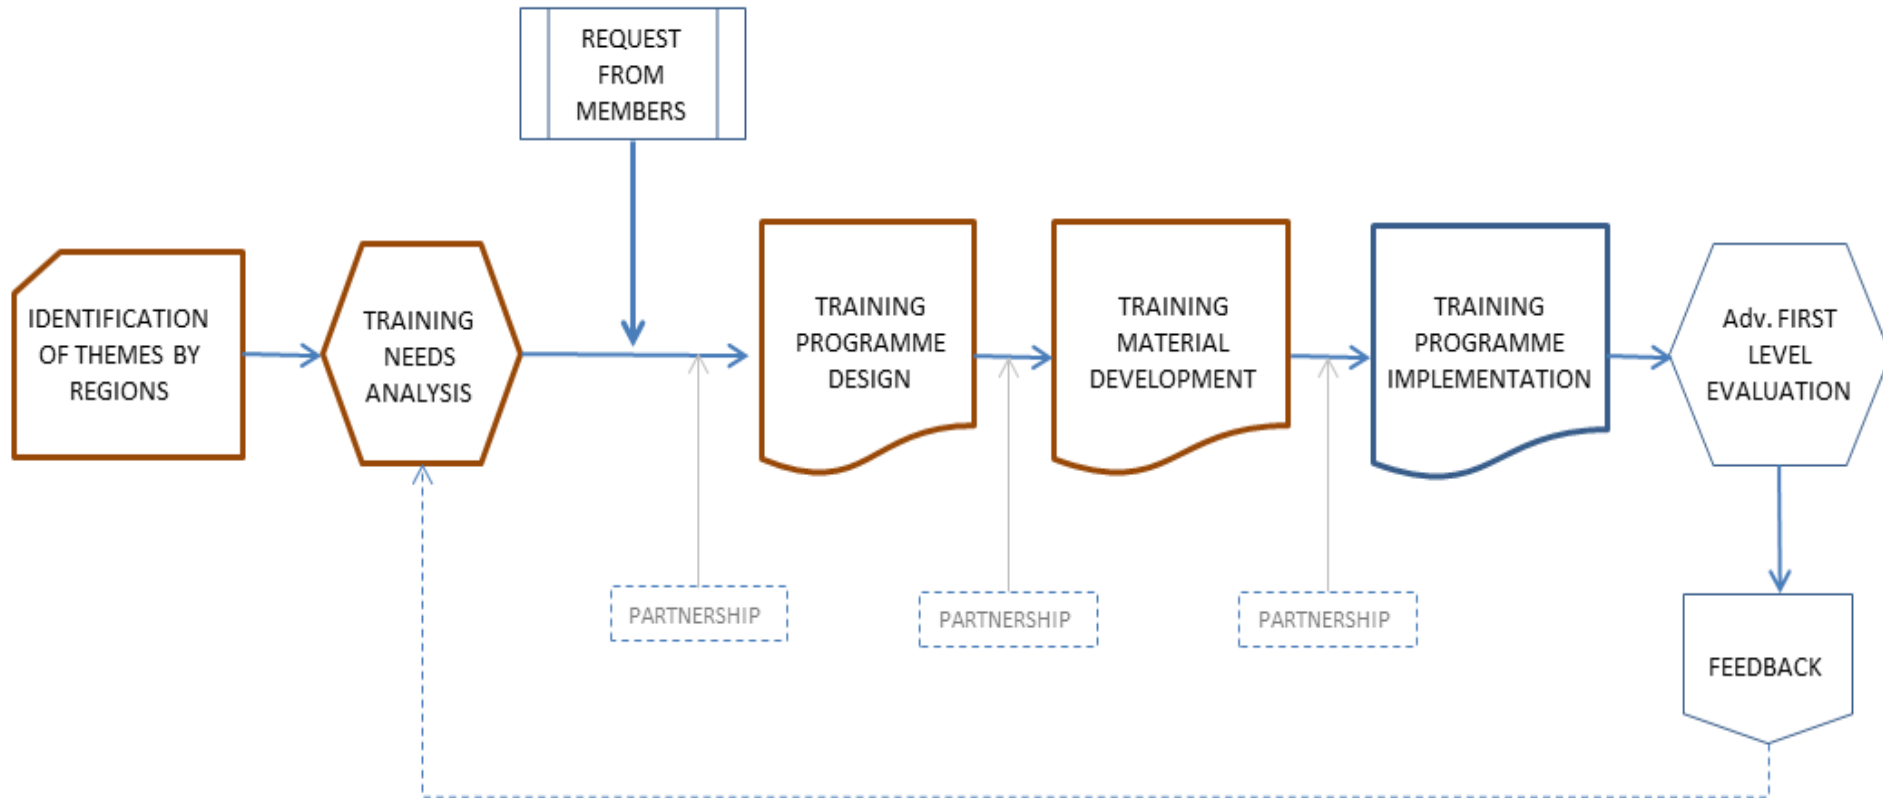 REQUEST
FROM
MEMBERS
IDENTIFICATION
OF THEMES BY
REGIONS
TRAINING
NEEDS
ANALYSIS
TRAINING
PROGRAMME
DESIGN
TRAINING
MATERIAL
DEVELOPMENT
TRAINING
PROGRAMME
IMPLEMENTATION
Adv. FIRST
LEVEL
EVALUATION
PARTNERSHIP
PARTNERSHIP
PARTNERSHIP
FEEDBACK